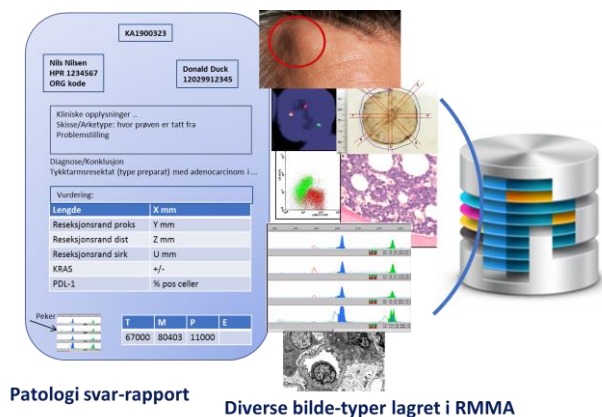 KA1900323
Nils Nilsen
HPR 1234567
ORG kode
Donald Duck
12029912345
Kliniske opplysninger ..
Skisse/Arketype: hvor prøven er tatt fra
Problemstilling
Diagnose/Konklusjon
Tykktarmsresektat (type preparat) med adenocarcinom i ...
Vurdering:
Lengde X mm
Reseksjonsrand proks Y mm
Reseksjonsrand dist Z mm
Reseksjonsrand sirk U mm
KRAS +/-
PDL-1 % pos celler
Peker
T M P E
67000 80403 11000
Patologi svar-rapport
Diverse bilde-typer lagret i RMMA